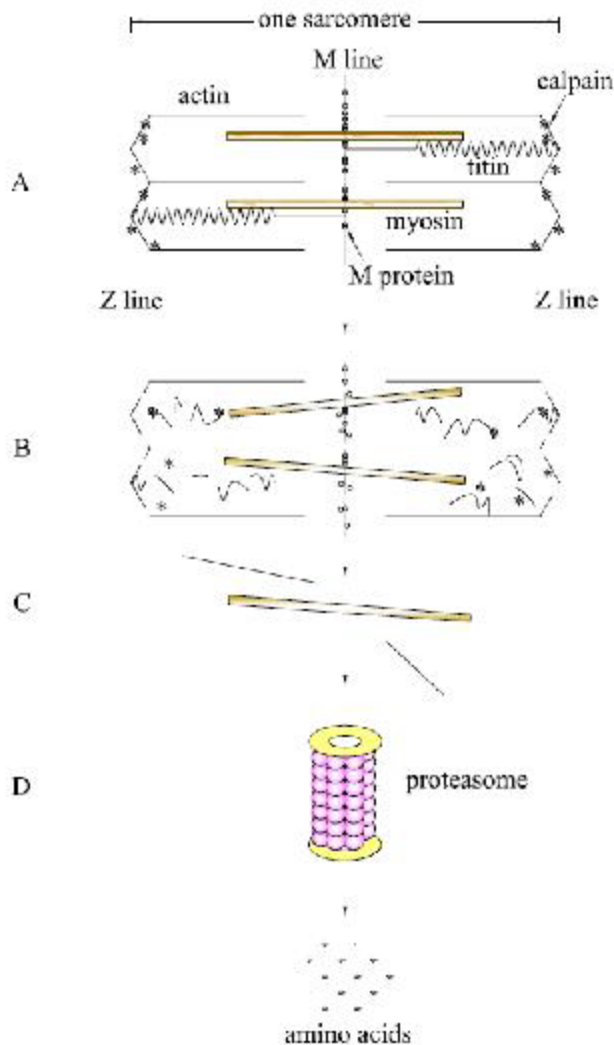 one sarcomere
M line
actin
calpain
A
titin
myosin
M protein
Z line
Z line
B
C
D
proteasome
amino acids